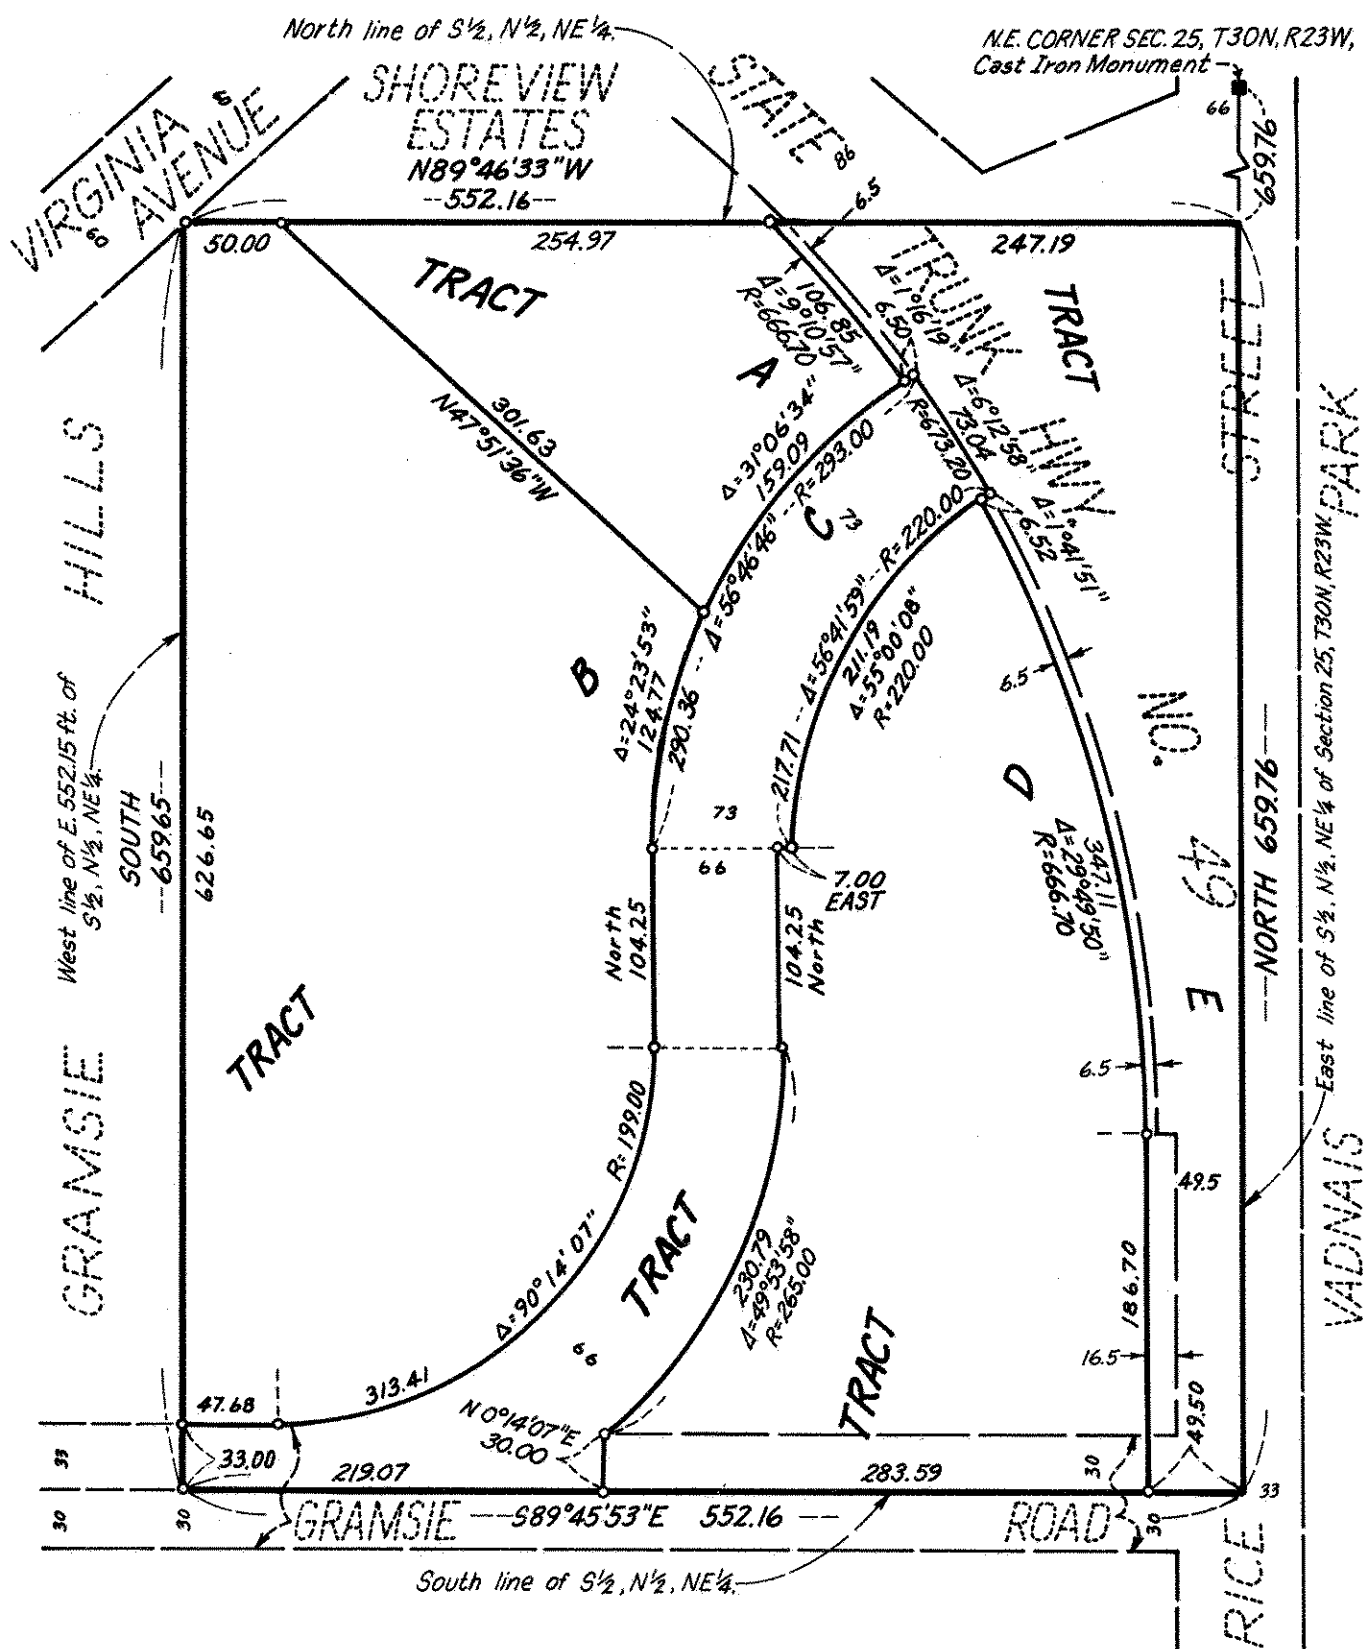 North line of S½, N½, NE¼.
N.E. CORNER SEC. 25, T30N, R23W,
Cast Iron Monument
SHOREVIEW
ESTATES
N89°46'33"W
--552.16--
STATE
86
6.5
66
659.76
VIRGINIA
AVENUE
60
50.00
254.97
247.19
TRACT
A
106.85
Δ=9°10'57"
R=666.70
TRUNK
Δ=1°16'19"
6.50
TRACT
STREET
301.63
N47°51'36"W
Δ=31°06'34"
159.09
Δ=56°46'46"---R=293.00
290.36
R=673.20
Δ=6°12'58"
73.04
HWY
Δ=1°41'51"
6.52
C
73
217.71---Δ=56°41'59"---R=220.00
211.19
Δ=55°00'08"
R=220.00
HILLS
B
Δ=24°23'53"
124.77
6.5
NO.
D
347.11
Δ=29°49'50"
R=666.70
49
E
PARK
West line of E. 552.15 ft. of
S½, N½, NE¼.
SOUTH
--659.65--
626.65
73
66
7.00
EAST
North
104.25
104.25
North
--NORTH 659.76--
East line of S½, N½, NE¼ of Section 25, T30N, R23W.
TRACT
GRAMSIE
R=199.00
Δ=90°14'07"
313.41
TRACT
66
230.79
Δ=49°53'58"
R=265.00
6.5
49.5
186.70
16.5
TRACT
VADNAIS
47.68
33.00
N0°14'07"E
30.00
219.07
283.59
49.50
33
30
30
30
30
33
GRAMSIE --S89°45'53"E 552.16-- ROAD
South line of S½, N½, NE¼.
RICE